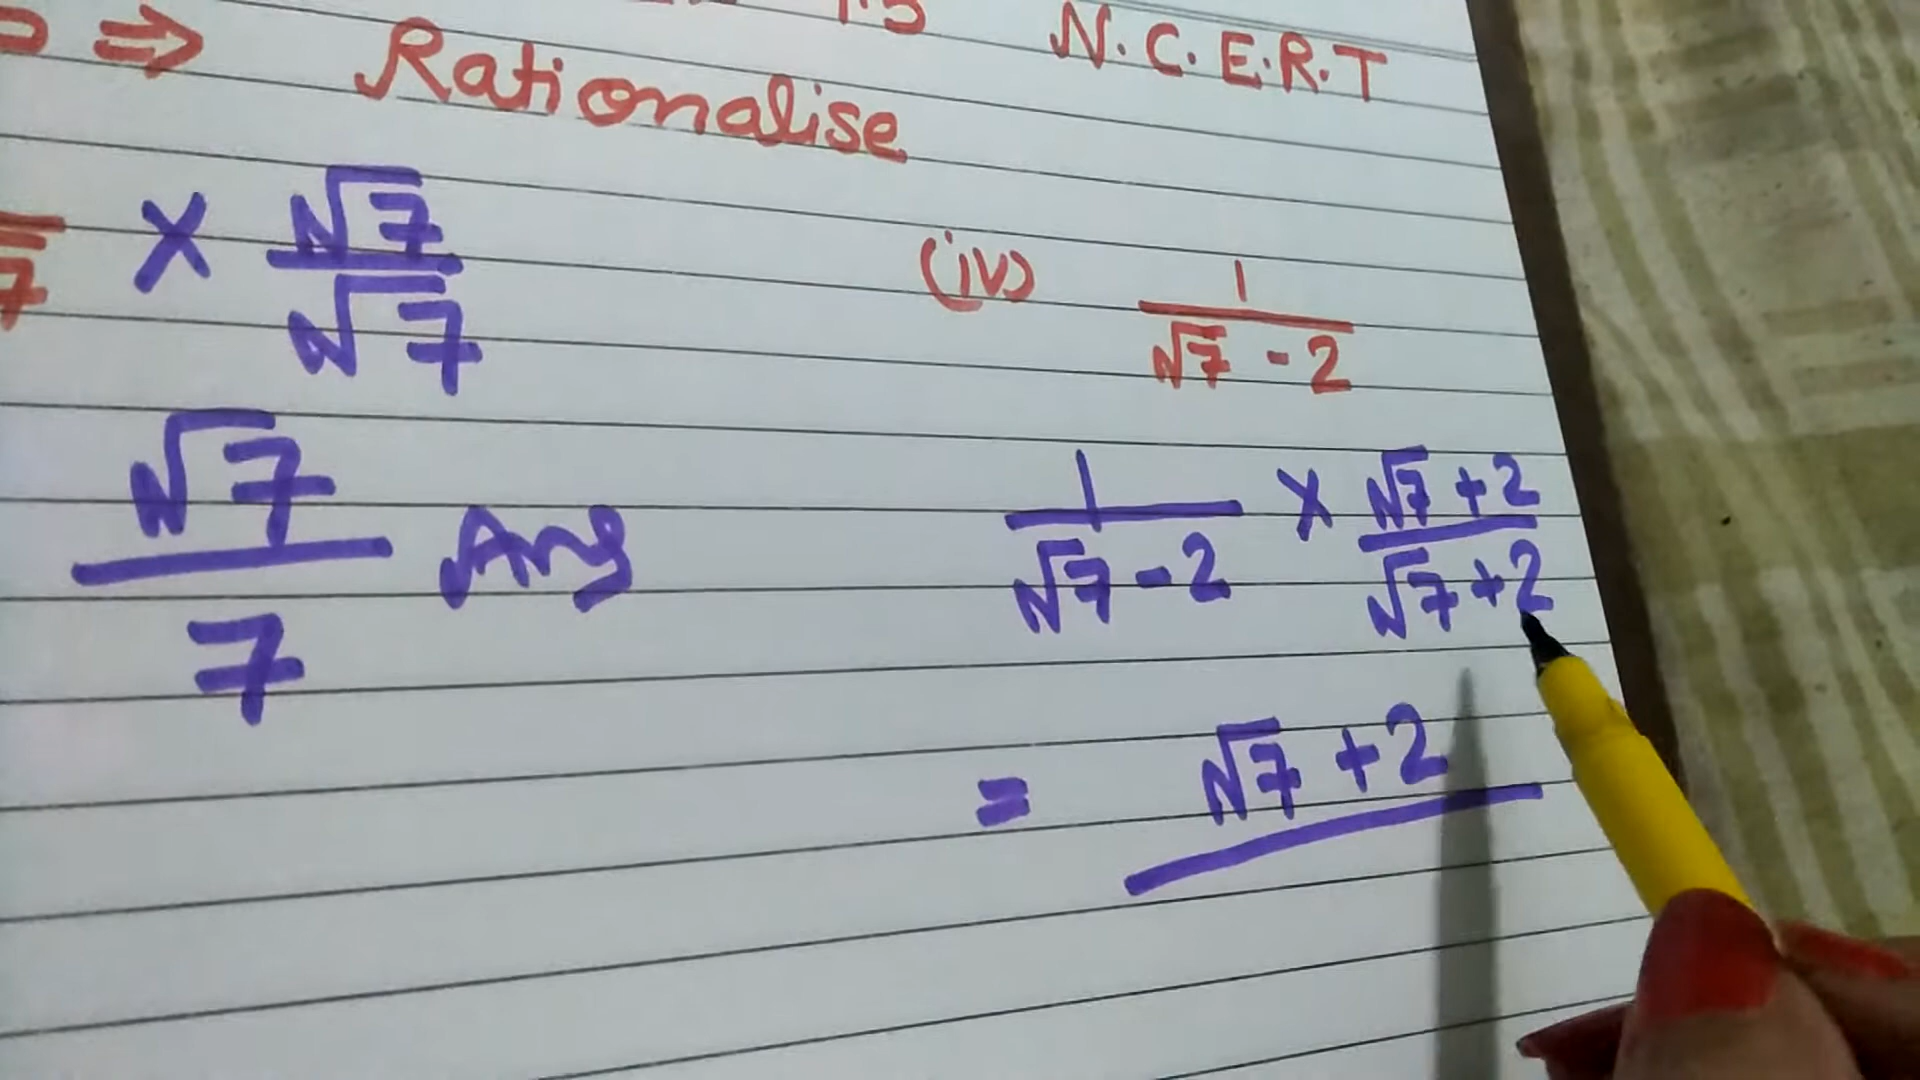 ⇒ Rationalise N.C.E.R.T
× √7/√7
√7/7 Ans
(iv) 1/(√7 - 2)
1/(√7 - 2) × (√7 + 2)/(√7 + 2)
= √7 + 2